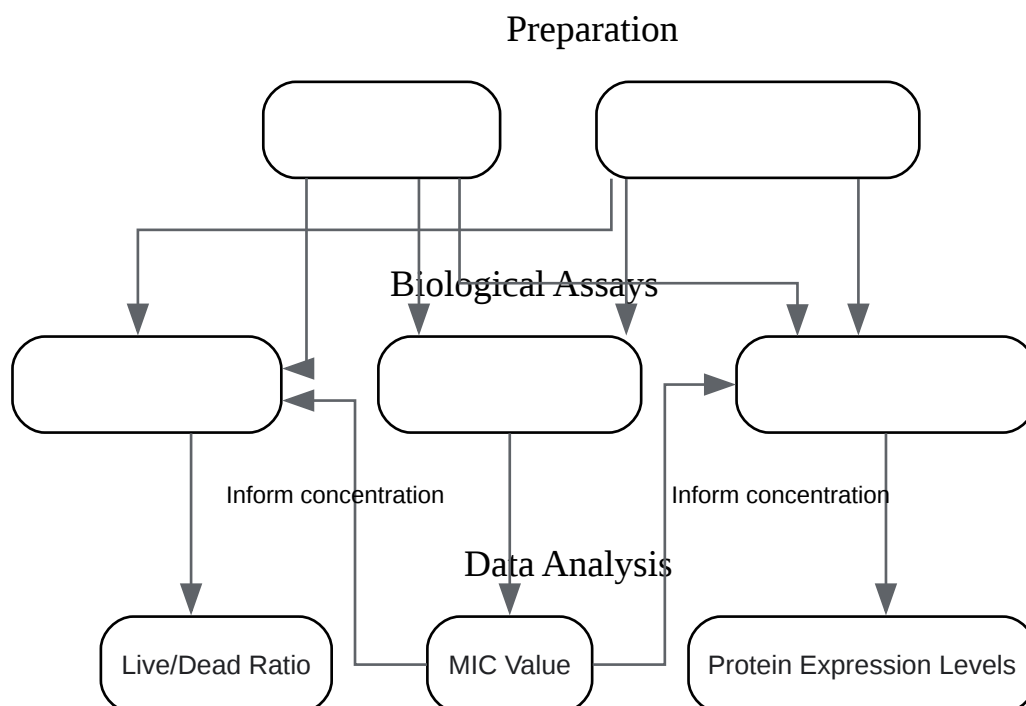 Preparation
Biological Assays
Inform concentration
Inform concentration
Data Analysis
Live/Dead Ratio
MIC Value
Protein Expression Levels